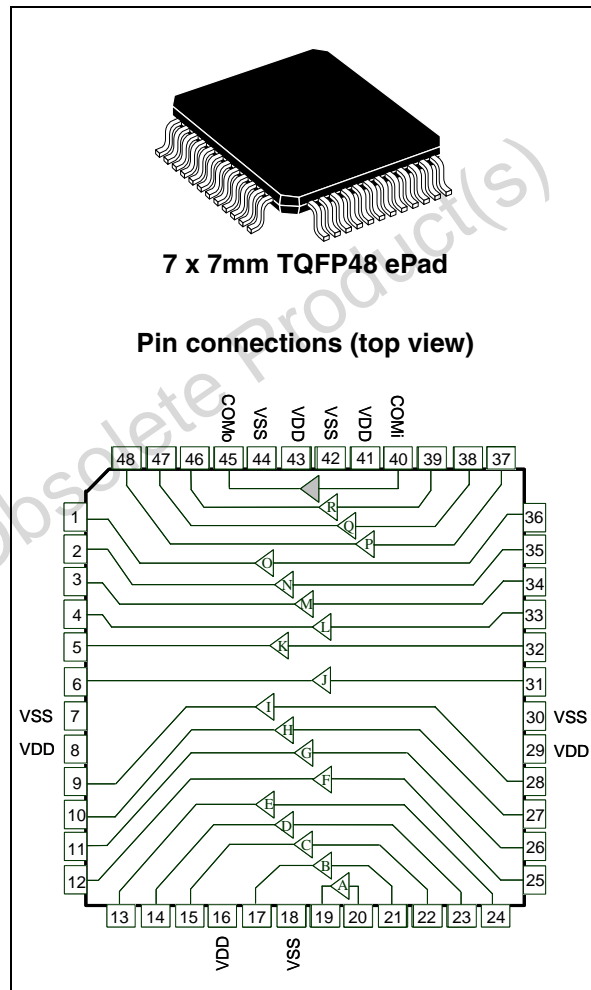 7 x 7mm TQFP48 ePad
Pin connections (top view)
COMo VSS VDD VSS VDD COMi
48 47 46 45 44 43 42 41 40 39 38 37
R
Q
P
1 O 36
2 N 35
3 M 34
4 L 33
5 K 32
6 J 31
VSS 7 I 30 VSS
VDD 8 H 29 VDD
9 G 28
10 F 27
11 E 26
12 D 25
C
B
A
13 14 15 16 17 18 19 20 21 22 23 24
VDD VSS
Obsolete Product(s)